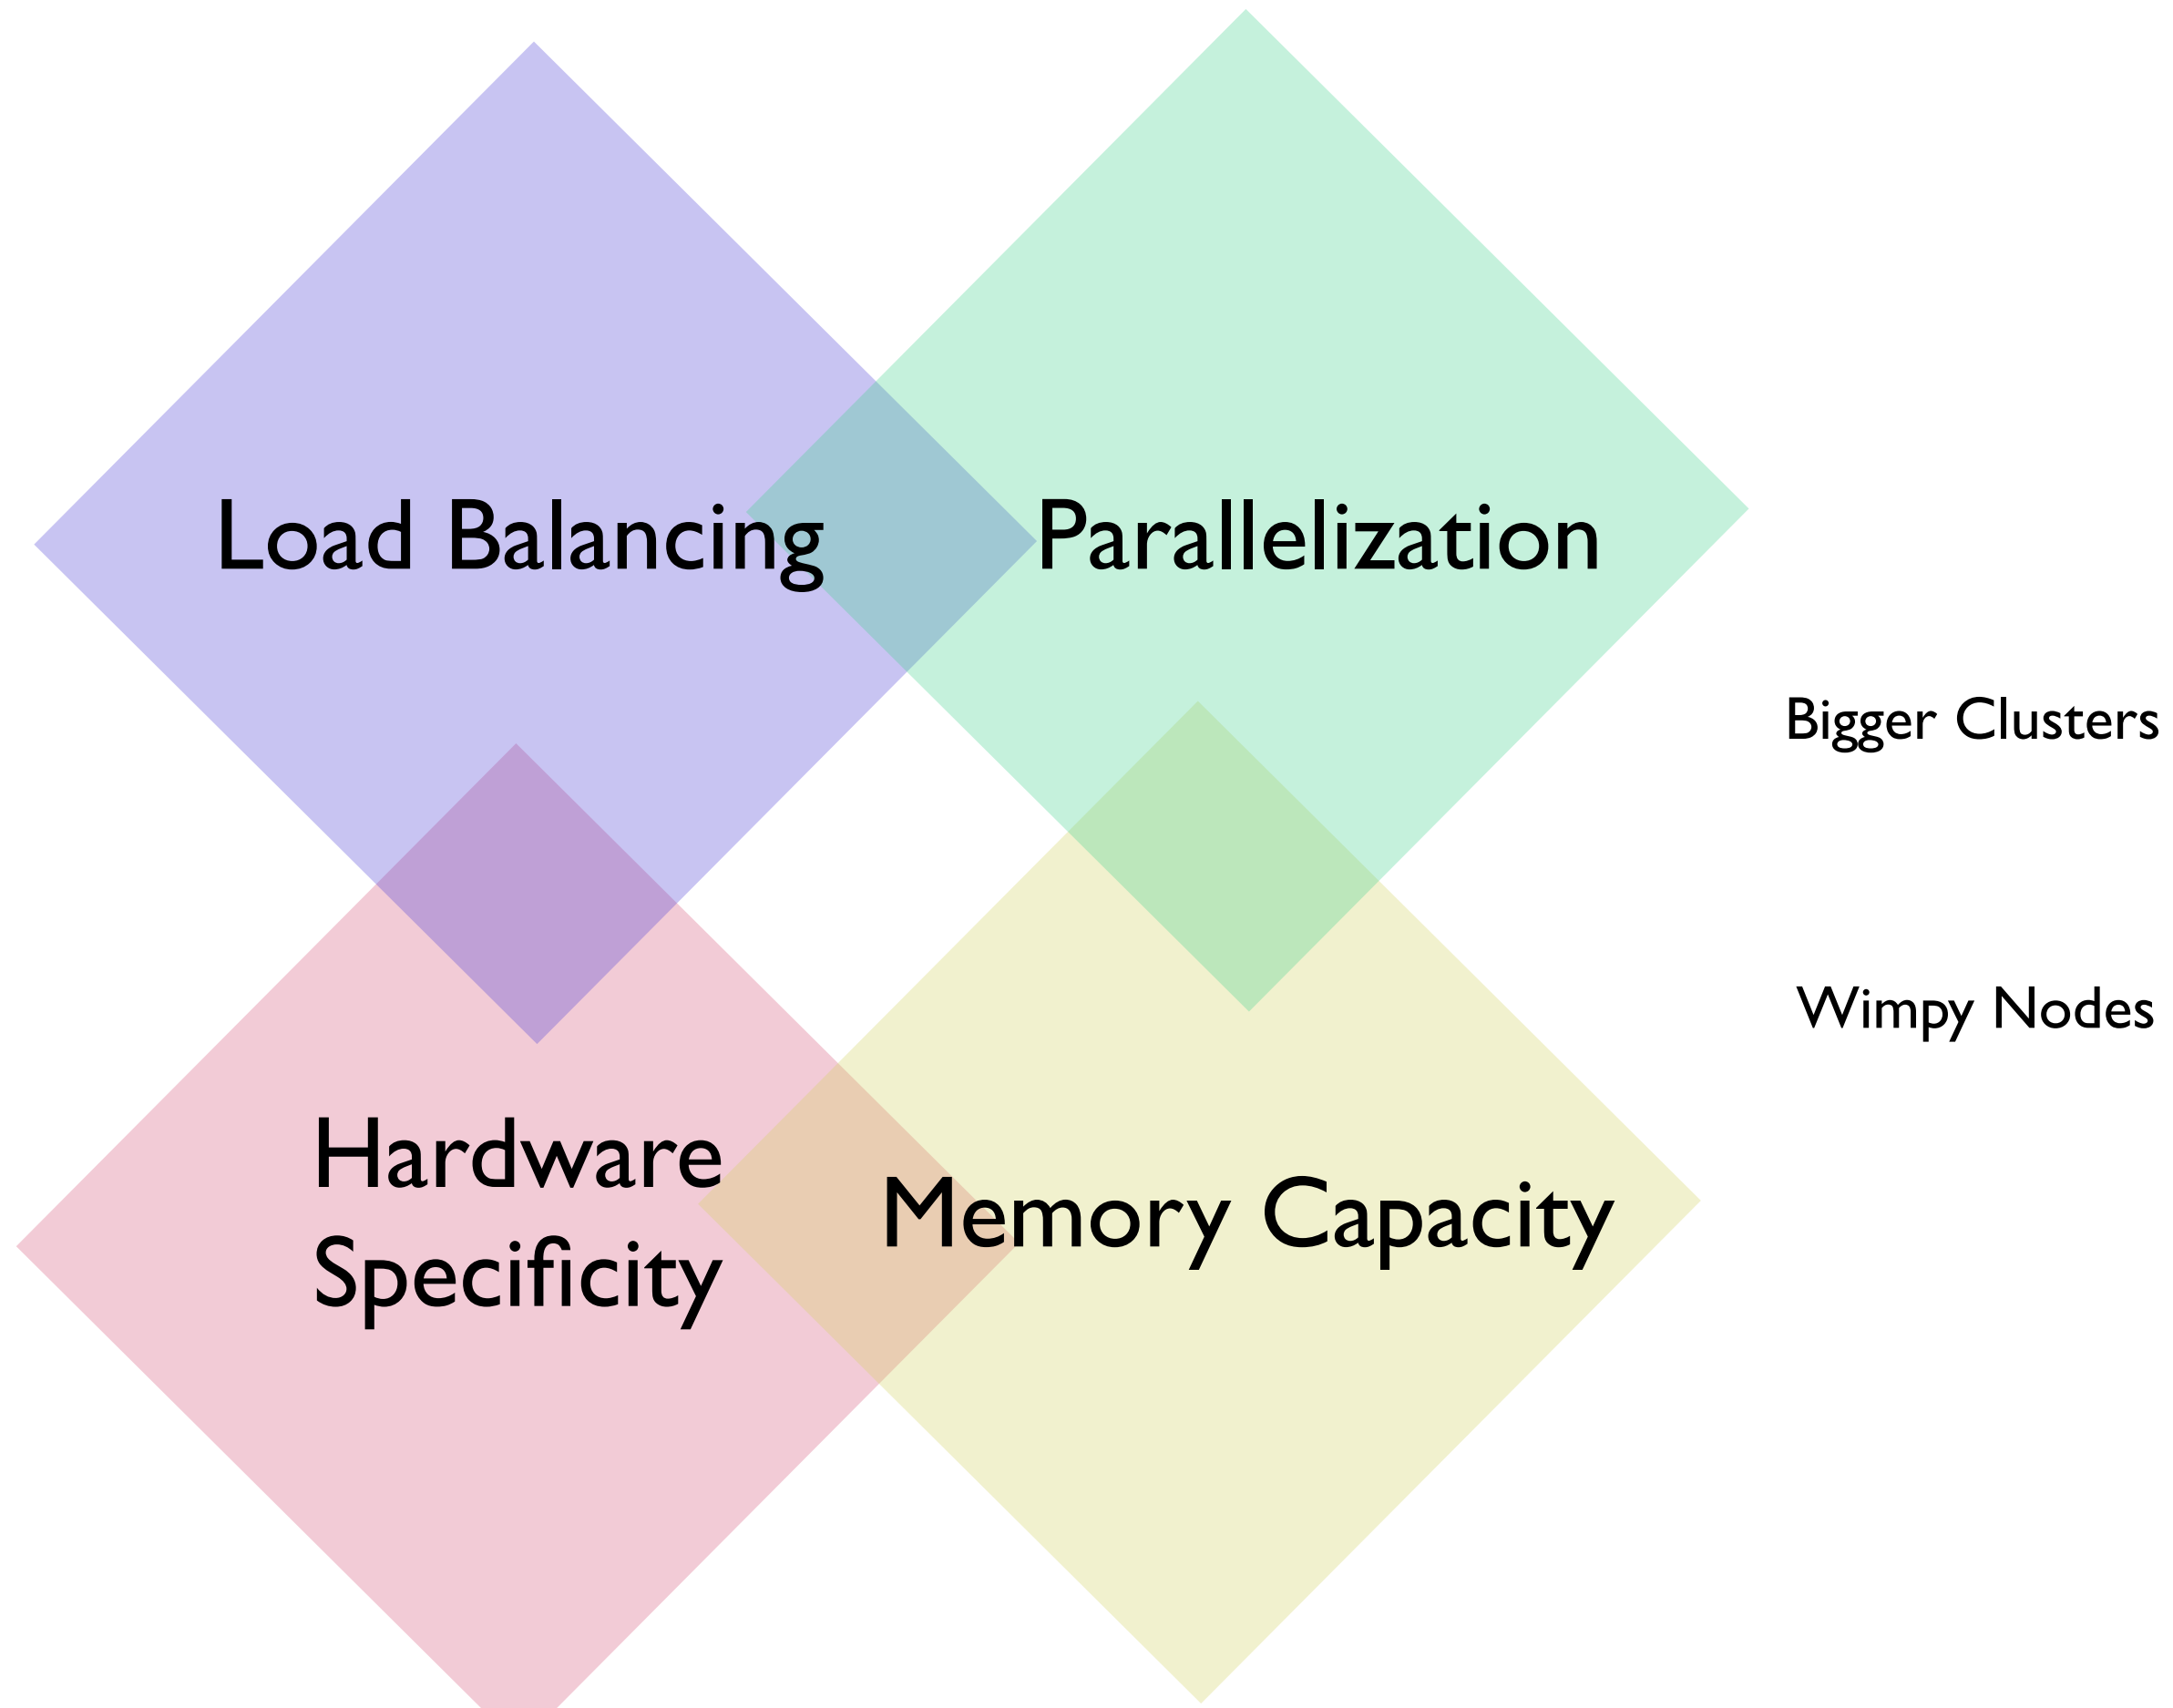 Load Balancing
Parallelization
Bigger Clusters
Wimpy Nodes
Hardware
Specificity
Memory Capacity